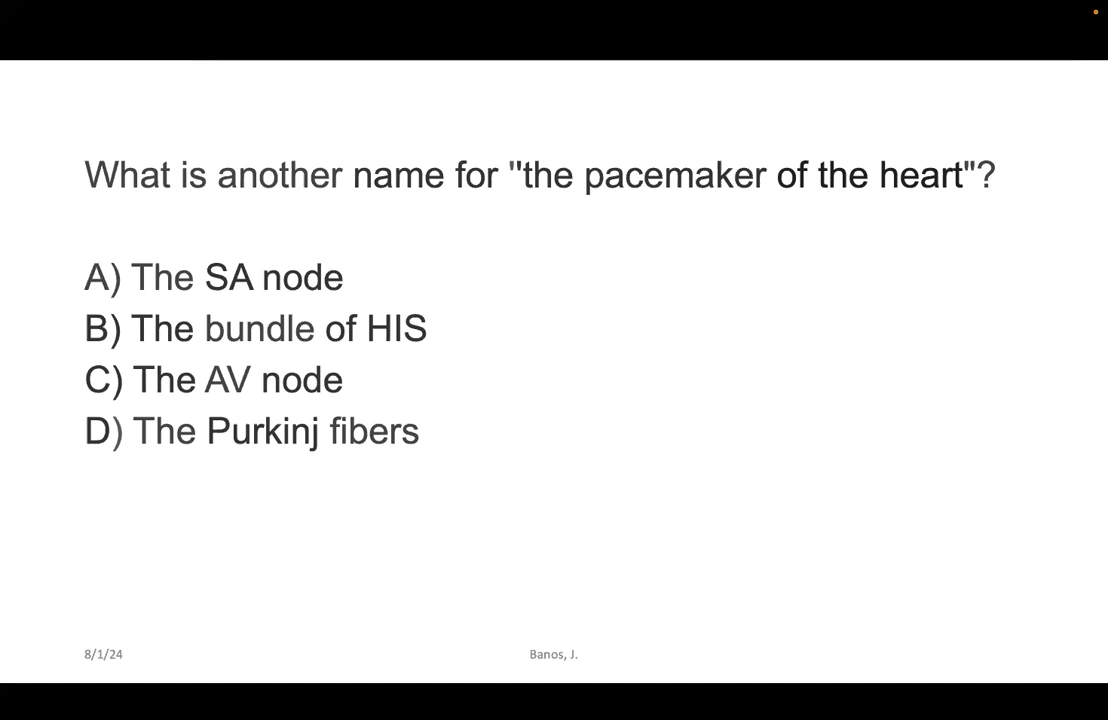 What is another name for "the pacemaker of the heart"?
A) The SA node
B) The bundle of HIS
C) The AV node
D) The Purkinj fibers
8/1/24
Banos, J.